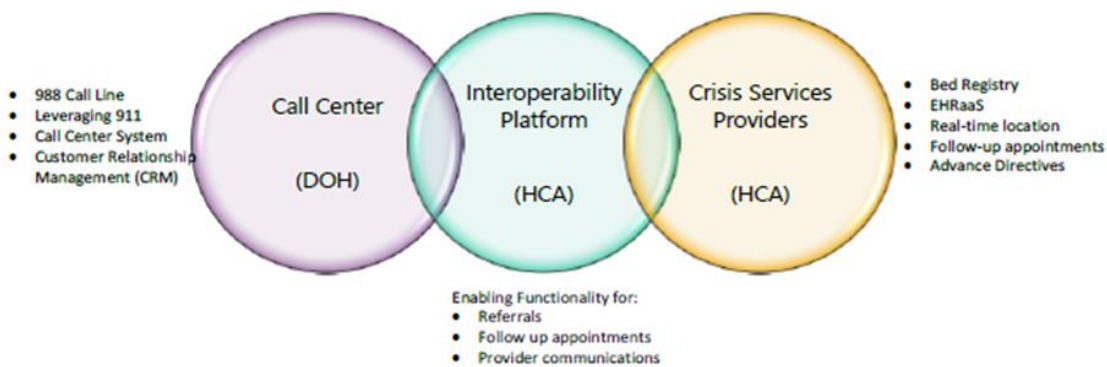 • 988 Call Line
• Leveraging 911
• Call Center System
• Customer Relationship
Management (CRM)
Call Center
(DOH)
Interoperability
Platform
(HCA)
Crisis Services
Providers
(HCA)
• Bed Registry
• EHRaaS
• Real-time location
• Follow-up appointments
• Advance Directives
Enabling Functionality for:
• Referrals
• Follow up appointments
• Provider communications